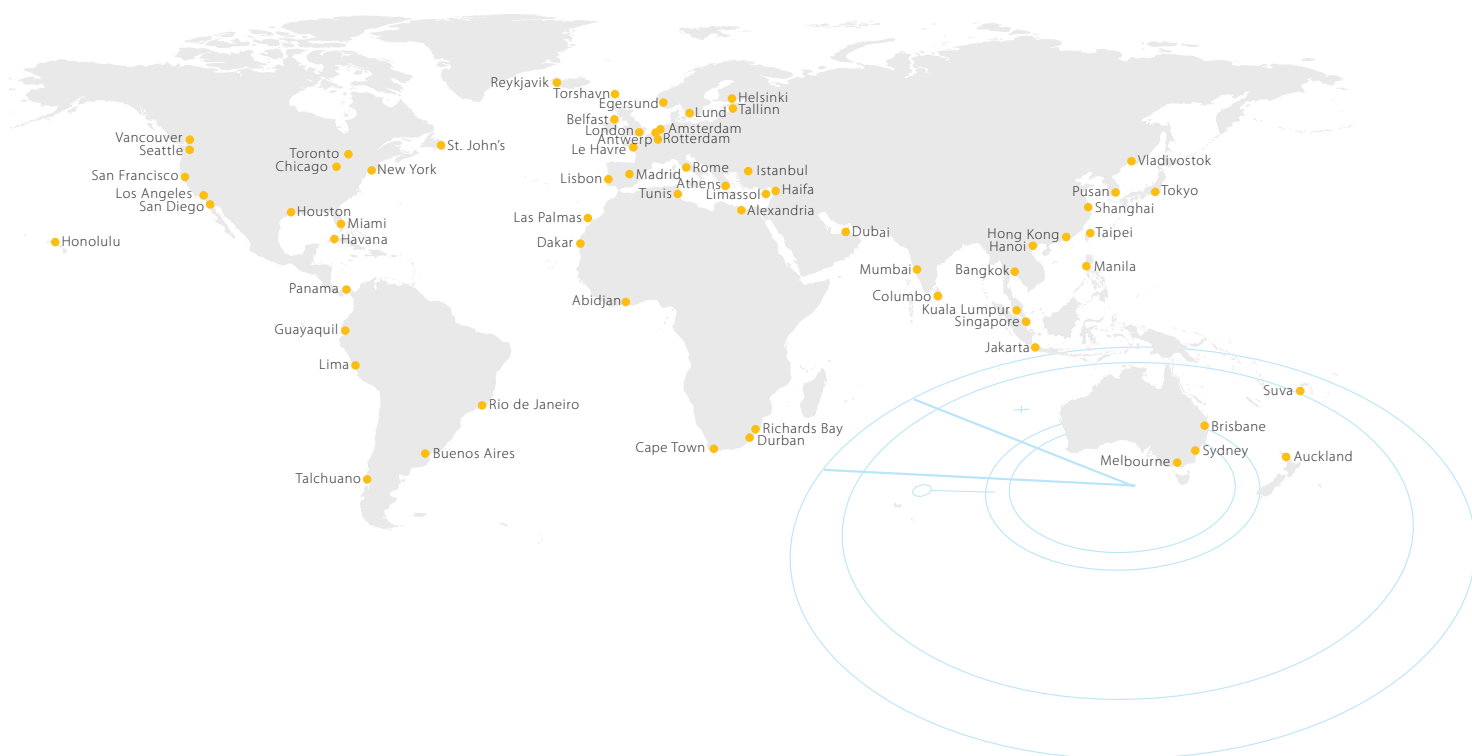 Reykjavik
Torshavn
Helsinki
Egersund
Tallinn
Lund
Belfast
London
Amsterdam
Antwerp
Rotterdam
Le Havre
Vancouver
Seattle
St. John's
Toronto
Chicago
New York
Vladivostok
San Francisco
Rome
Istanbul
Madrid
Lisbon
Athens
Haifa
Tunis
Limassol
Pusan
Tokyo
Los Angeles
San Diego
Houston
Alexandria
Shanghai
Miami
Las Palmas
Dubai
Hong Kong
Taipei
Honolulu
Havana
Dakar
Hanoi
Mumbai
Bangkok
Manila
Panama
Abidjan
Columbo
Kuala Lumpur
Singapore
Guayaquil
Jakarta
Lima
Suva
Rio de Janeiro
Richards Bay
Brisbane
Durban
Cape Town
Buenos Aires
Sydney
Melbourne
Auckland
Talchuano